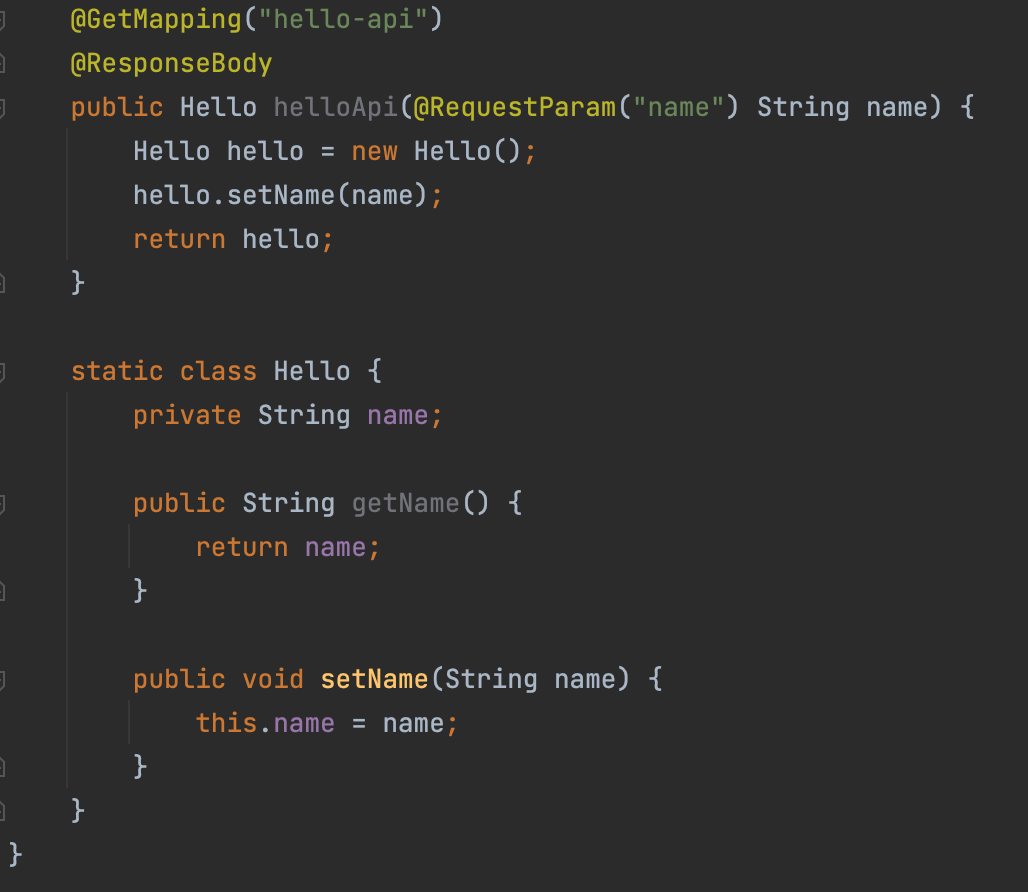 @GetMapping("hello-api")
@ResponseBody
public Hello helloApi(@RequestParam("name") String name) {
Hello hello = new Hello();
hello.setName(name);
return hello;
}
static class Hello {
private String name;
public String getName() {
return name;
}
public void setName(String name) {
this.name = name;
}
}
}